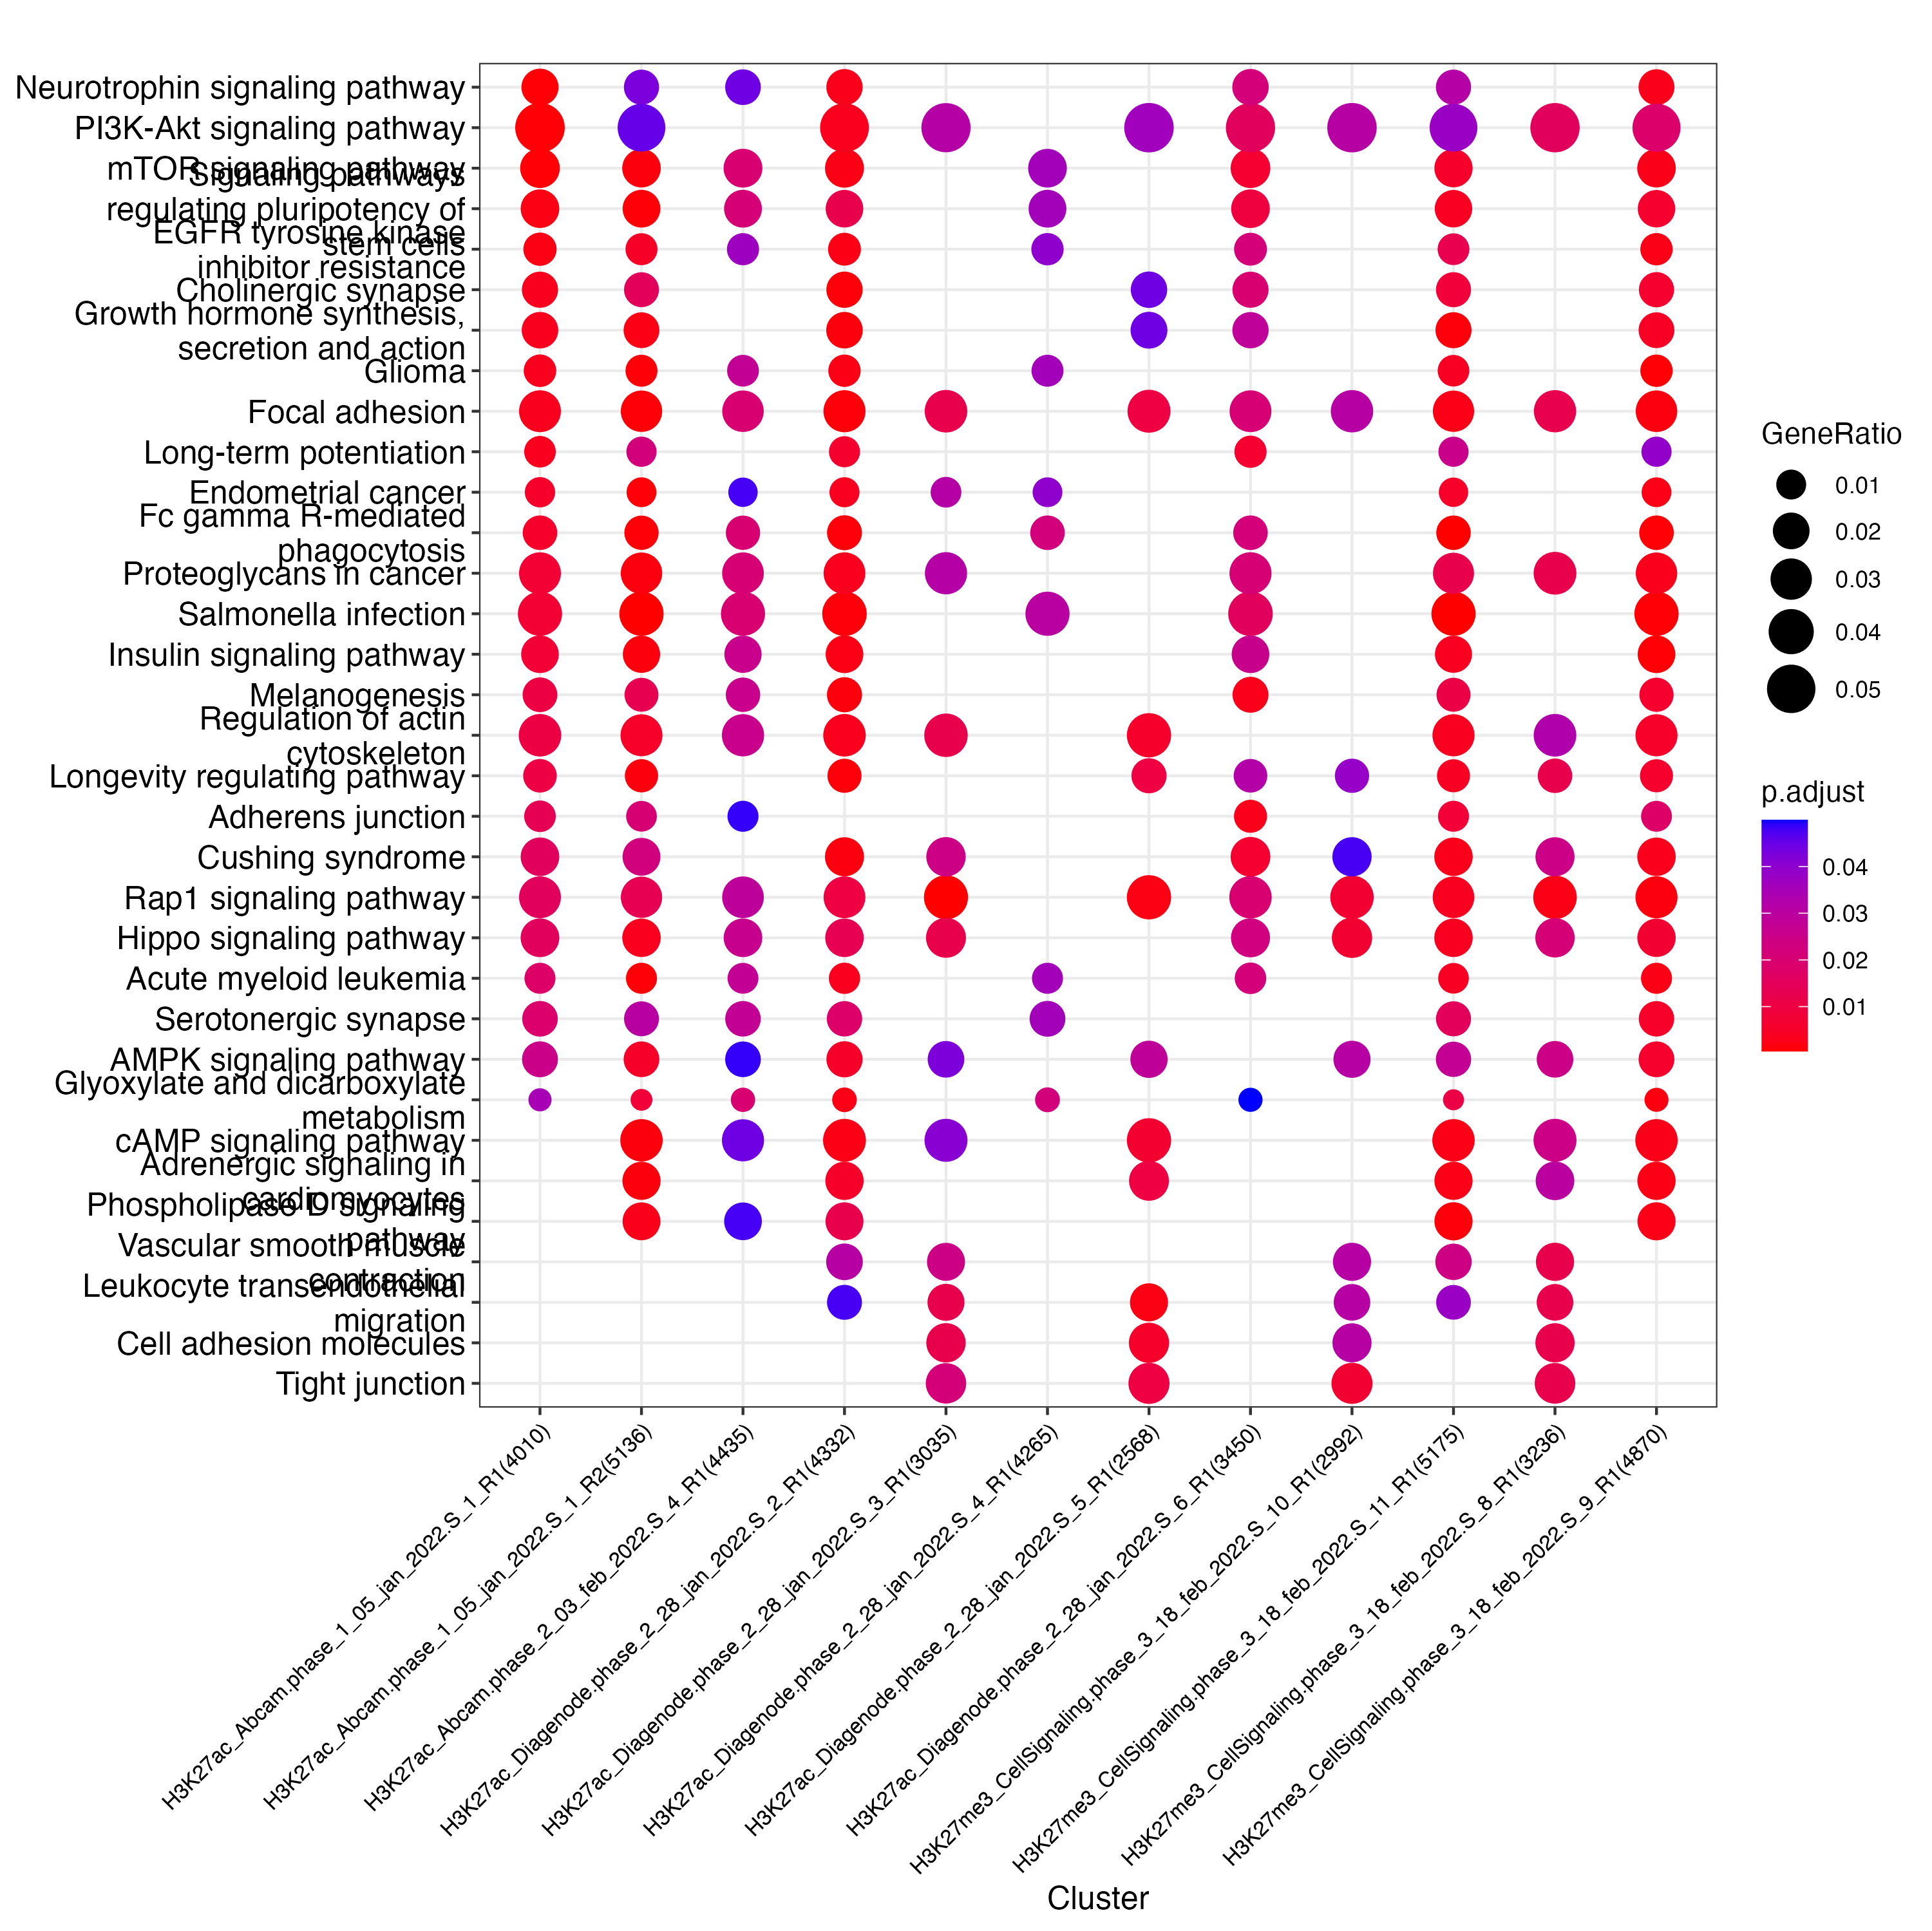 Neurotrophin signaling pathway
PI3K-Akt signaling pathway
mTOR signaling pathway
Signaling pathways
regulating pluripotency of
stem cells
EGFR tyrosine kinase
inhibitor resistance
Cholinergic synapse
Growth hormone synthesis,
secretion and action
Glioma
Focal adhesion
Long-term potentiation
Endometrial cancer
Fc gamma R-mediated
phagocytosis
Proteoglycans in cancer
Salmonella infection
Insulin signaling pathway
Melanogenesis
Regulation of actin
cytoskeleton
Longevity regulating pathway
Adherens junction
Cushing syndrome
Rap1 signaling pathway
Hippo signaling pathway
Acute myeloid leukemia
Serotonergic synapse
AMPK signaling pathway
Glyoxylate and dicarboxylate
metabolism
cAMP signaling pathway
Adrenergic signaling in
cardiomyocytes
Phospholipase D signaling
pathway
Vascular smooth muscle
contraction
Leukocyte transendothelial
migration
Cell adhesion molecules
Tight junction
H3K27ac_Abcam.phase_1_05_jan_2022.S_1_R1(4010)
H3K27ac_Abcam.phase_1_05_jan_2022.S_1_R2(5136)
H3K27ac_Abcam.phase_2_03_feb_2022.S_4_R1(4435)
H3K27ac_Diagenode.phase_2_28_jan_2022.S_2_R1(4332)
H3K27ac_Diagenode.phase_2_28_jan_2022.S_3_R1(3035)
H3K27ac_Diagenode.phase_2_28_jan_2022.S_4_R1(4265)
H3K27ac_Diagenode.phase_2_28_jan_2022.S_5_R1(2568)
H3K27ac_Diagenode.phase_2_28_jan_2022.S_6_R1(3450)
H3K27me3_CellSignaling.phase_3_18_feb_2022.S_10_R1(2992)
H3K27me3_CellSignaling.phase_3_18_feb_2022.S_11_R1(5175)
H3K27me3_CellSignaling.phase_3_18_feb_2022.S_8_R1(3236)
H3K27me3_CellSignaling.phase_3_18_feb_2022.S_9_R1(4870)
Cluster
GeneRatio
0.01
0.02
0.03
0.04
0.05
p.adjust
0.04
0.03
0.02
0.01